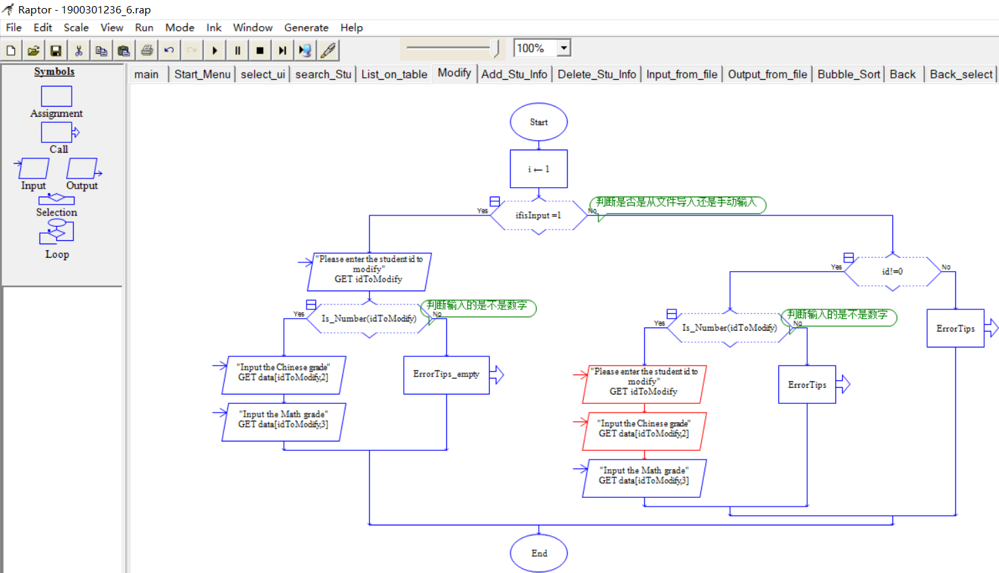 Raptor - 1900301236_6.rap
File Edit Scale View Run Mode Ink Window Generate Help
100%
Symbols
Assignment
Call
Input Output
Selection
Loop
main Start_Menu select_ui search_Stu List_on_table Modify Add_Stu_Info Delete_Stu_Info Input_from_file Output_from_file Bubble_Sort Back Back_select
Start
i ← 1
判断是否是从文件导入还是手动输入
Yes ifisInput =1 No
"Please enter the student id to
modify"
GET idToModify
Yes id!=0 No
判断输入的是不是数字
Yes Is_Number(idToModify) No
判断输入的是不是数字
Yes Is_Number(idToModify) No
ErrorTips
"Input the Chinese grade"
GET data[idToModify,2]
ErrorTips_empty
"Please enter the student id to
modify"
GET idToModify
ErrorTips
"Input the Math grade"
GET data[idToModify,3]
"Input the Chinese grade"
GET data[idToModify,2]
"Input the Math grade"
GET data[idToModify,3]
End